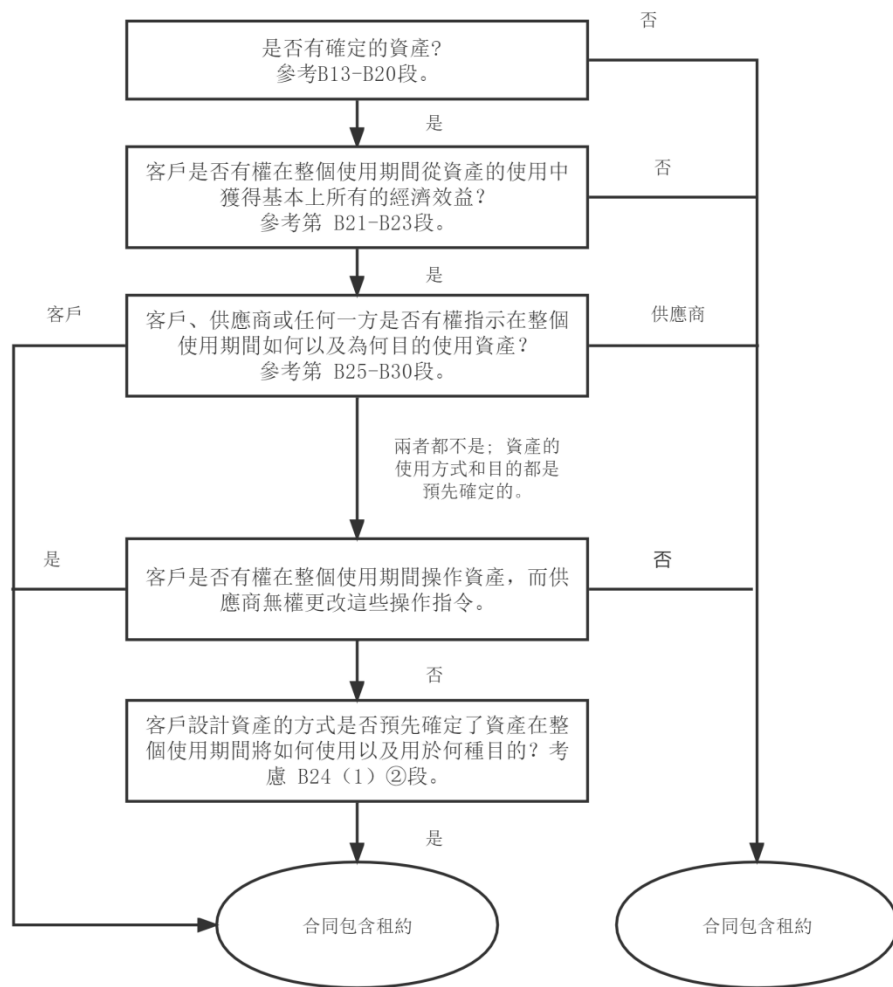 否
是否有確定的資產?
參考B13-B20段。
是
客戶是否有權在整個使用期間從資產的使用中
獲得基本上所有的經濟效益?
參考第 B21-B23段。
否
是
客戶
客戶、供應商或任何一方是否有權指示在整個
使用期間如何以及為何目的使用資產?
參考第 B25-B30段。
供應商
兩者都不是; 資產的
使用方式和目的都是
預先確定的。
是
客戶是否有權在整個使用期間操作資產, 而供
應商無權更改這些操作指令。
否
否
客戶設計資產的方式是否預先確定了資產在整
個使用期間將如何使用以及用於何種目的? 考
慮 B24（1）②段。
是
合同包含租約
合同包含租約